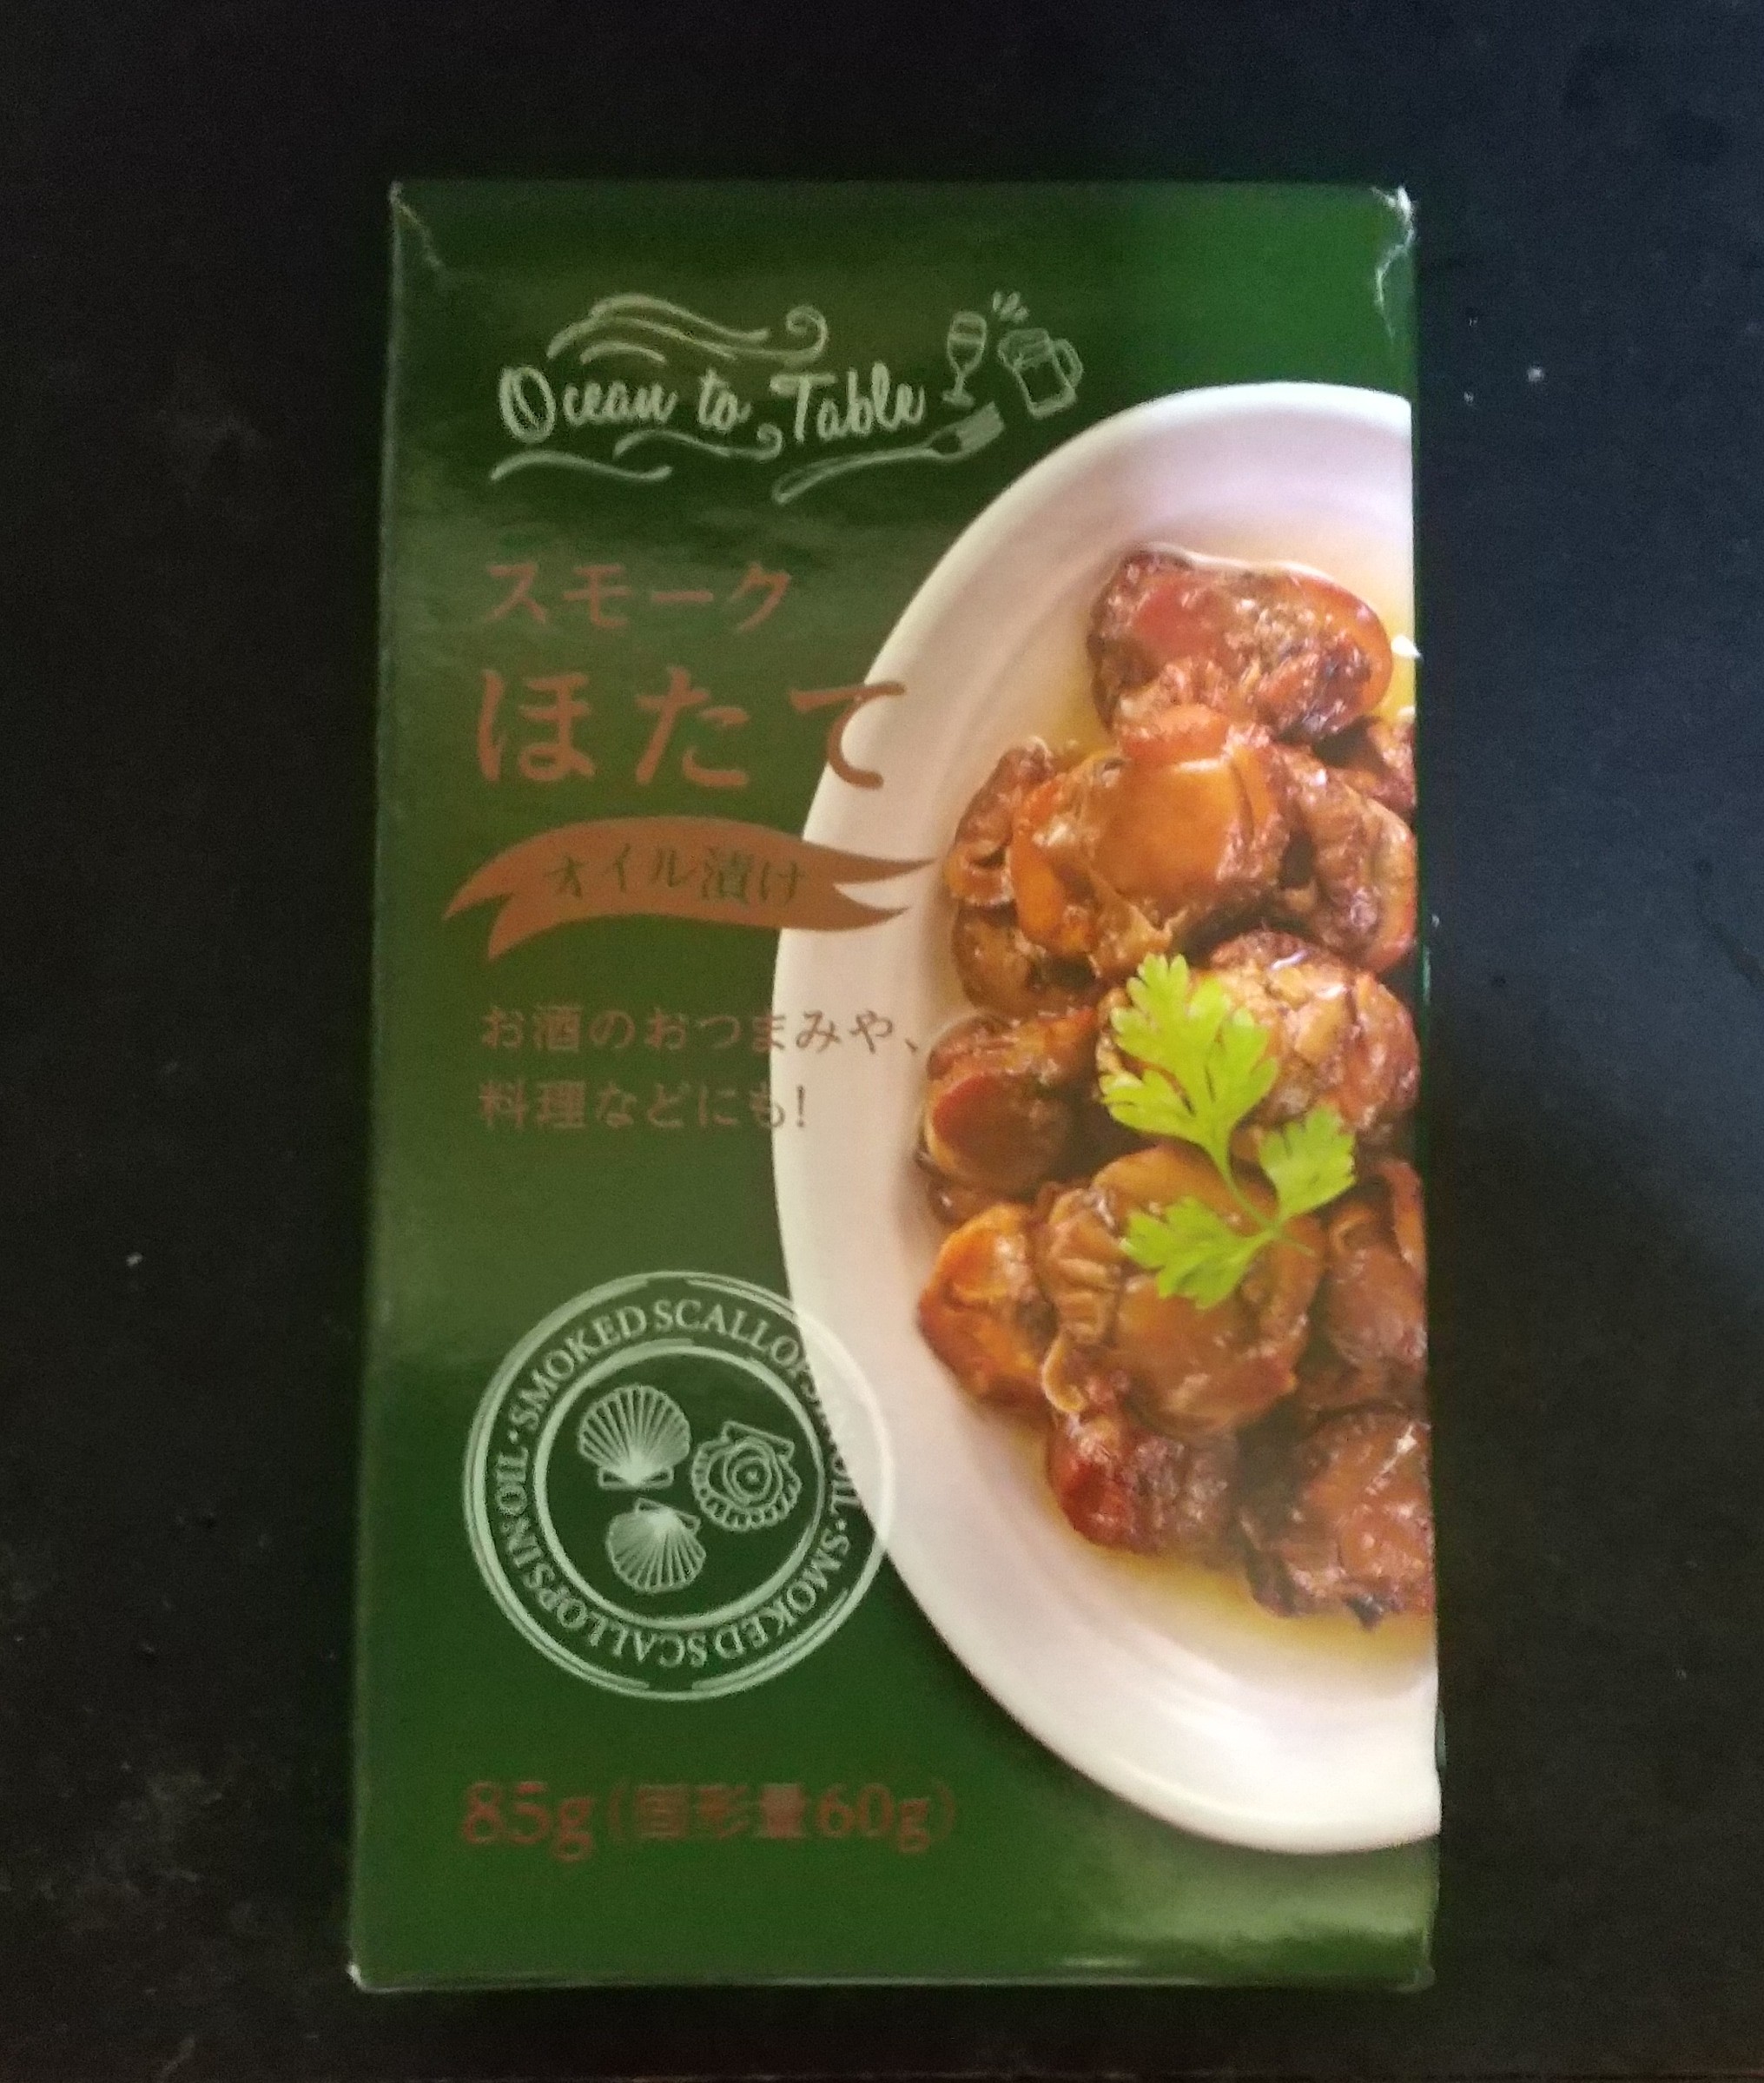 Ocean to Table
スモーク
ほたて
オイル漬け
お酒のおつまみや、
料理などにも!
SMOKED SCALLOPS IN OIL・SMOKED SCALLOPS IN OIL・
85g(固形量60g)